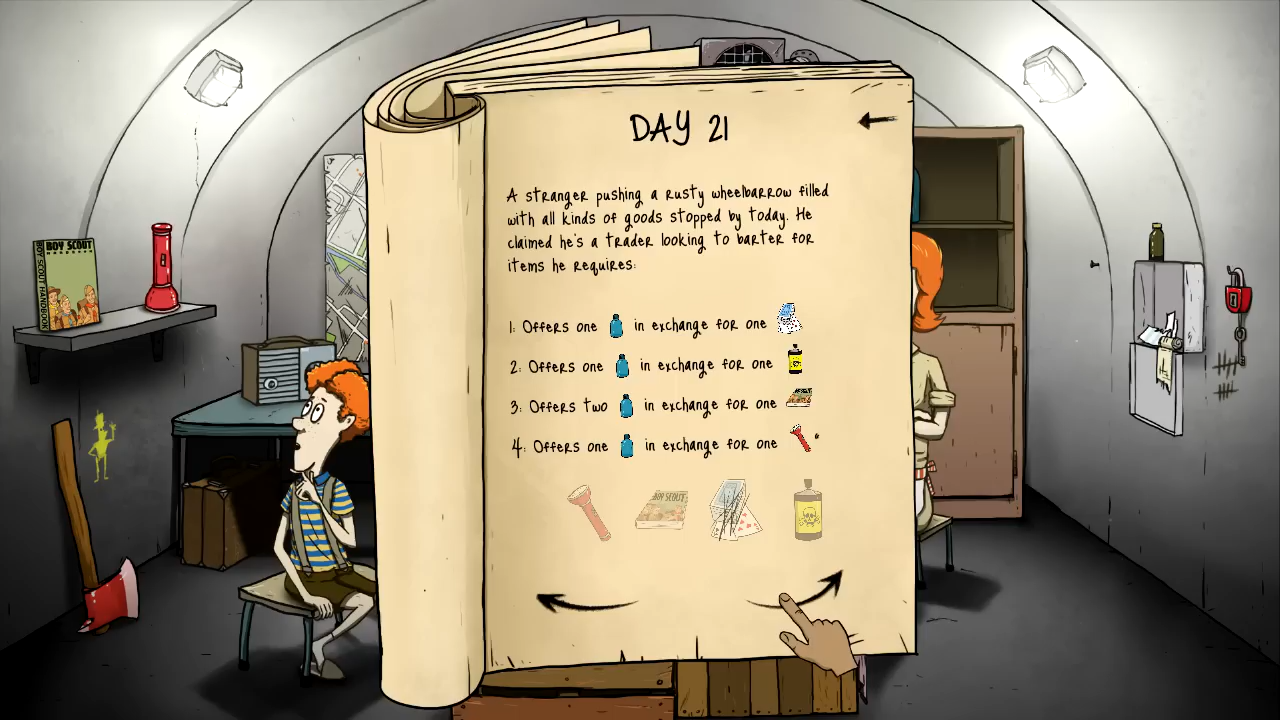 DAY 21
A stranger pushing a rusty wheelbarrow filled
with all kinds of goods stopped by today. He
claimed he's a trader looking to barter for
items he requires:
1: Offers one in exchange for one
2: Offers one in exchange for one
3: Offers two in exchange for one
4: Offers one in exchange for one
BOY SCOUT
BOY SCOUT HANDBOOK
BOY SCOUT